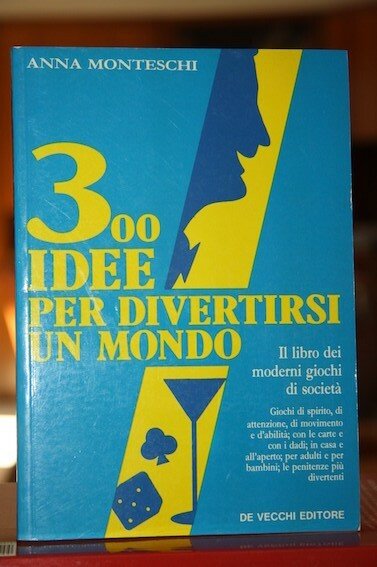 ANNA MONTESCHI
300
IDEE
PER DIVERTIRSI
UN MONDO
Il libro dei
moderni giochi
di società
Giochi di spirito, di
attenzione, di movimento
e d'abilità; con le carte e
con i dadi; in casa e
all'aperto; per adulti e per
bambini; le penitenze più
divertenti
DE VECCHI EDITORE